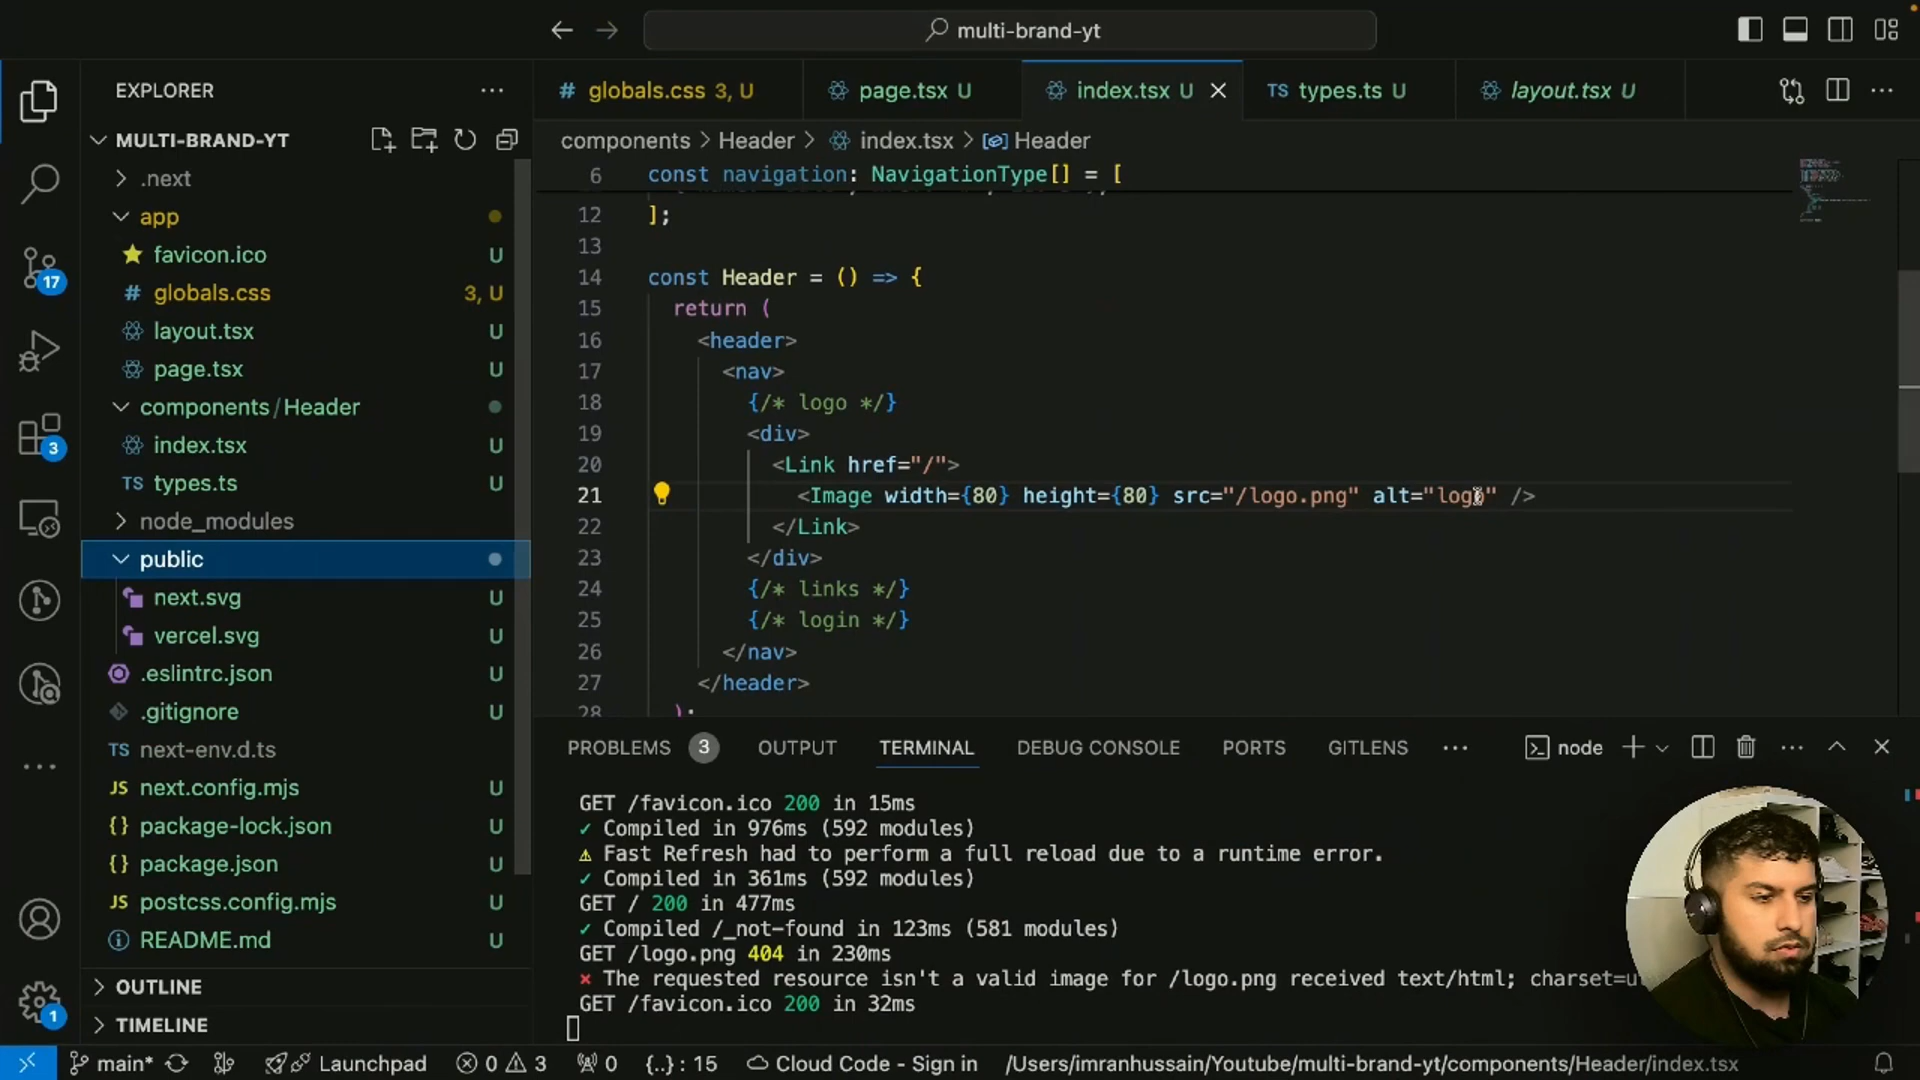 multi-brand-yt
EXPLORER
MULTI-BRAND-YT
.next
app
favicon.ico U
globals.css 3, U
layout.tsx U
page.tsx U
components/Header
index.tsx U
types.ts U
node_modules
public
next.svg U
vercel.svg U
.eslintrc.json U
.gitignore U
TS next-env.d.ts
JS next.config.mjs U
{} package-lock.json U
{} package.json U
JS postcss.config.mjs U
README.md U
OUTLINE
TIMELINE
17
3
1
# globals.css 3, U
page.tsx U
index.tsx U
TS types.ts U
layout.tsx U
components > Header > index.tsx > Header
6 const navigation: NavigationType[] = [
12 ];
13
14 const Header = () => {
15 return (
16 <header>
17 <nav>
18 {/* logo */}
19 <div>
20 <Link href="/">
21 <Image width={80} height={80} src="/logo.png" alt="logo" />
22 </Link>
23 </div>
24 {/* links */}
25 {/* login */}
26 </nav>
27 </header>
28 );
PROBLEMS 3 OUTPUT TERMINAL DEBUG CONSOLE PORTS GITLENS node
GET /favicon.ico 200 in 15ms
✓ Compiled in 976ms (592 modules)
⚠ Fast Refresh had to perform a full reload due to a runtime error.
✓ Compiled in 361ms (592 modules)
GET / 200 in 477ms
✓ Compiled /_not-found in 123ms (581 modules)
GET /logo.png 404 in 230ms
⨯ The requested resource isn't a valid image for /logo.png received text/html; charset=u
GET /favicon.ico 200 in 32ms
main* Launchpad 0 3 0 {..} : 15 Cloud Code - Sign in /Users/imranhussain/Youtube/multi-brand-yt/components/Header/index.tsx